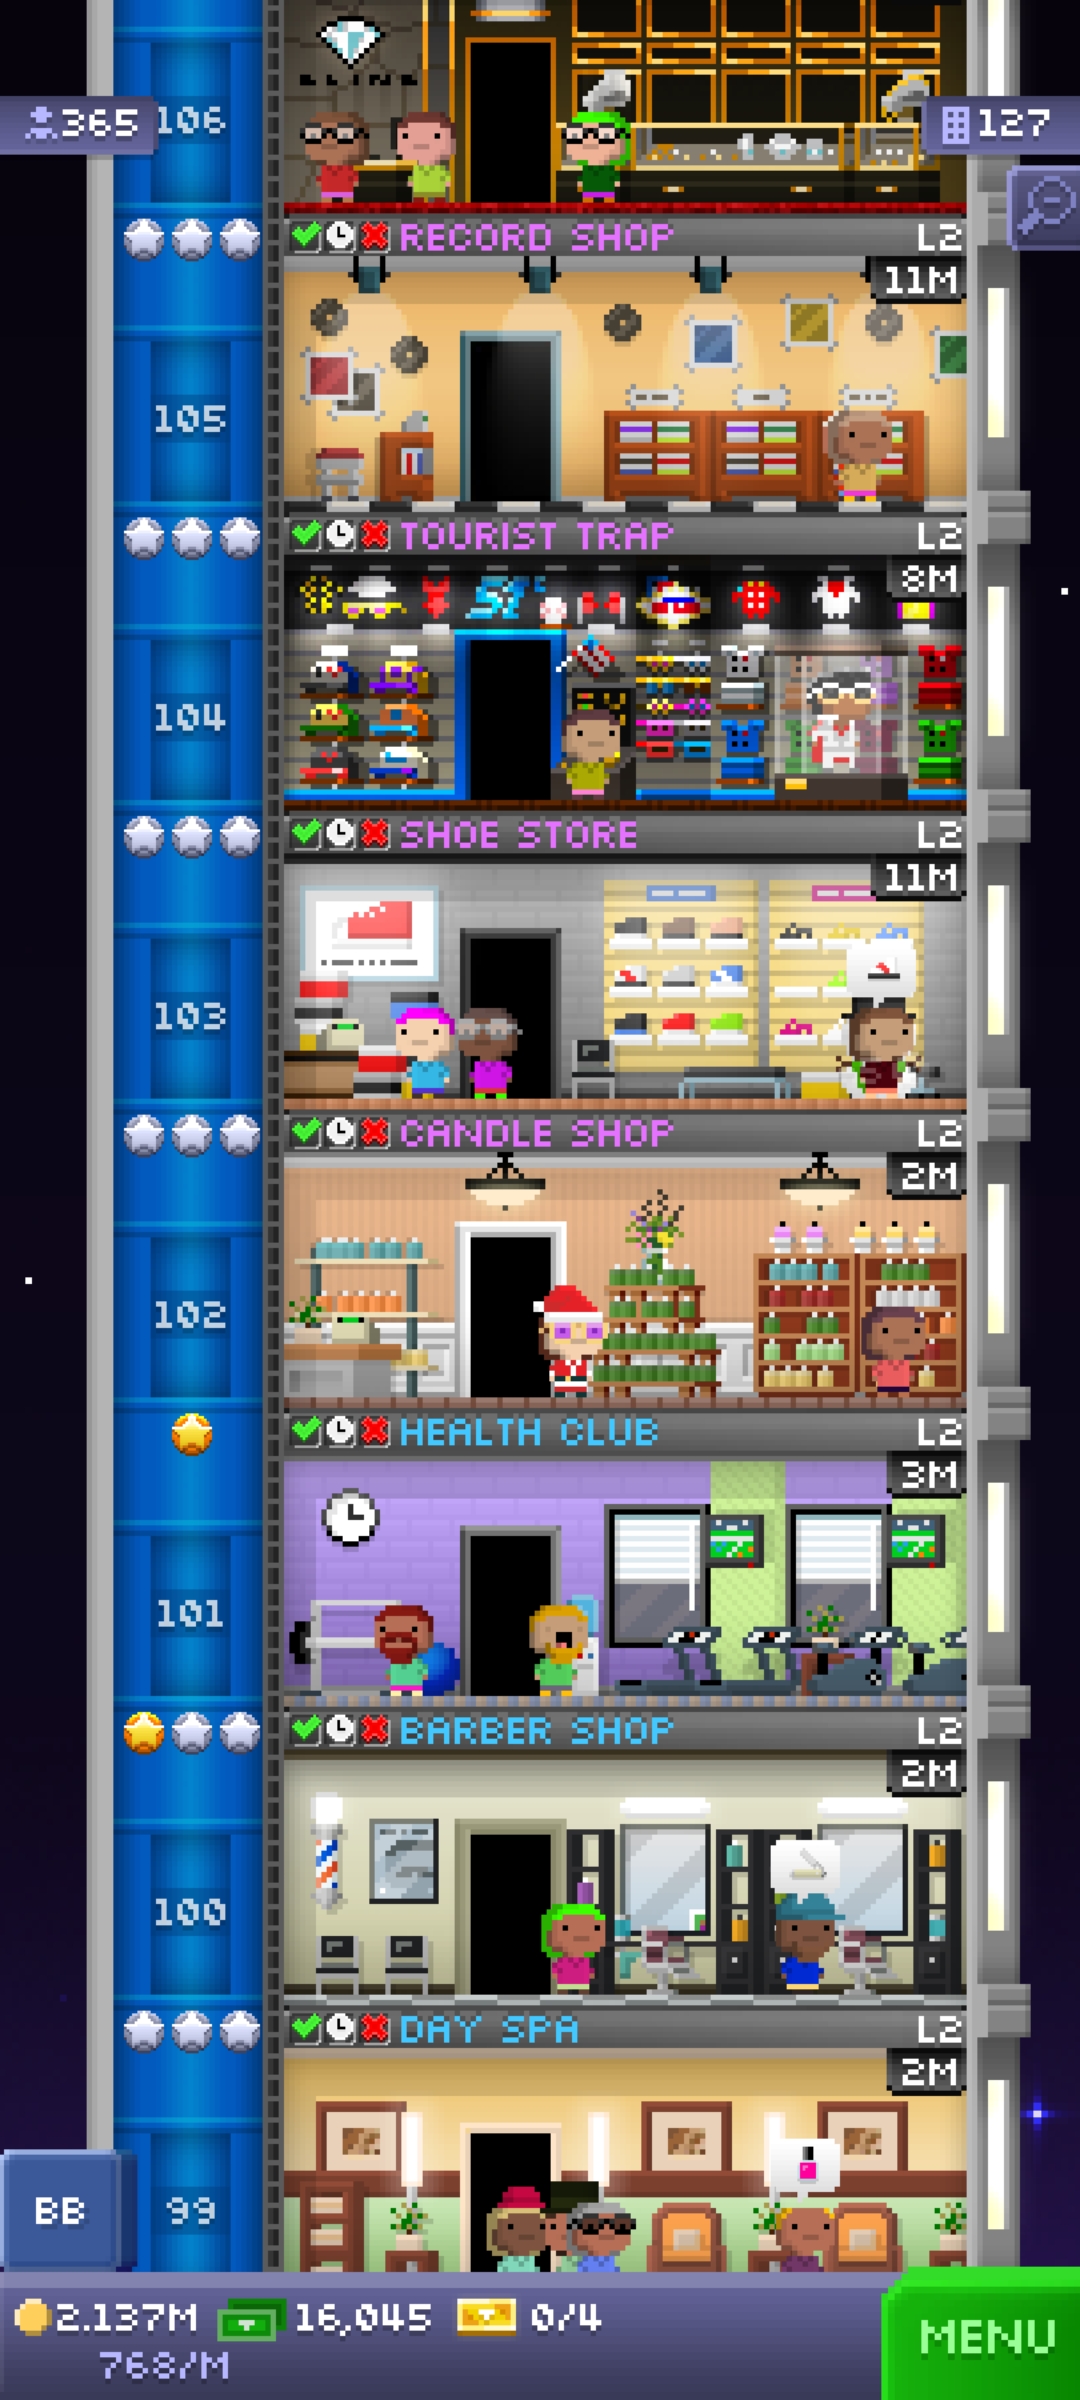 BLING
365
106
127
RECORD SHOP
L2
11M
105
TOURIST TRAP
L2
8M
104
SHOE STORE
L2
11M
103
CANDLE SHOP
L2
2M
102
HEALTH CLUB
L2
3M
101
BARBER SHOP
L2
2M
100
DAY SPA
L2
2M
99
BB
2.137M
16,045
0/4
768/M
MENU